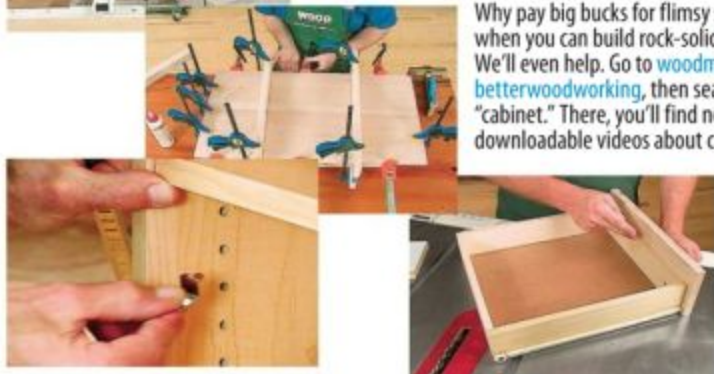 WOOD
Why pay big bucks for flimsy
when you can build rock-solid
We'll even help. Go to
betterwoodworking, then
"cabinet." There, you'll find
downloadable videos about